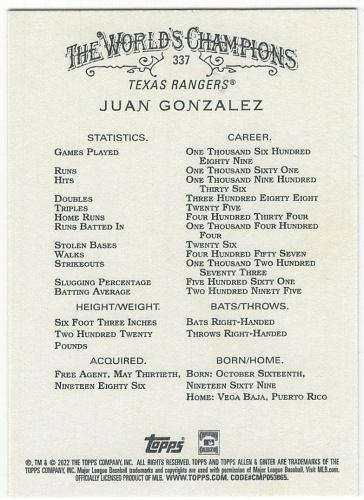 THE WORLD'S CHAMPIONS
337
TEXAS RANGERS®
JUAN GONZALEZ
STATISTICS. CAREER.
GAMES PLAYED ONE THOUSAND SIX HUNDRED
EIGHTY NINE
RUNS ONE THOUSAND SIXTY ONE
HITS ONE THOUSAND NINE HUNDRED
THIRTY SIX
DOUBLES THREE HUNDRED EIGHTY EIGHT
TRIPLES TWENTY FIVE
HOME RUNS FOUR HUNDRED THIRTY FOUR
RUNS BATTED IN ONE THOUSAND FOUR HUNDRED
FOUR
STOLEN BASES TWENTY SIX
WALKS FOUR HUNDRED FIFTY SEVEN
STRIKEOUTS ONE THOUSAND TWO HUNDRED
SEVENTY THREE
SLUGGING PERCENTAGE FIVE HUNDRED SIXTY ONE
BATTING AVERAGE TWO HUNDRED NINETY FIVE
HEIGHT/WEIGHT. BATS/THROWS.
SIX FOOT THREE INCHES BATS RIGHT-HANDED
TWO HUNDRED TWENTY THROWS RIGHT-HANDED
POUNDS
ACQUIRED. BORN/HOME.
FREE AGENT, MAY THIRTIETH, BORN: OCTOBER SIXTEENTH,
NINETEEN EIGHTY SIX NINETEEN SIXTY NINE
HOME: VEGA BAJA, PUERTO RICO
topps
®, TM & © 2022 THE TOPPS COMPANY, INC. ALL RIGHTS RESERVED. TOPPS AND TOPPS ALLEN & GINTER ARE TRADEMARKS OF THE
TOPPS COMPANY, INC. Major League Baseball trademarks and copyrights are used with permission of Major League Baseball. Visit MLB.com.
OFFICIALLY LICENSED PRODUCT OF MLB. WWW.TOPPS.COM. CODE#CMP053865.